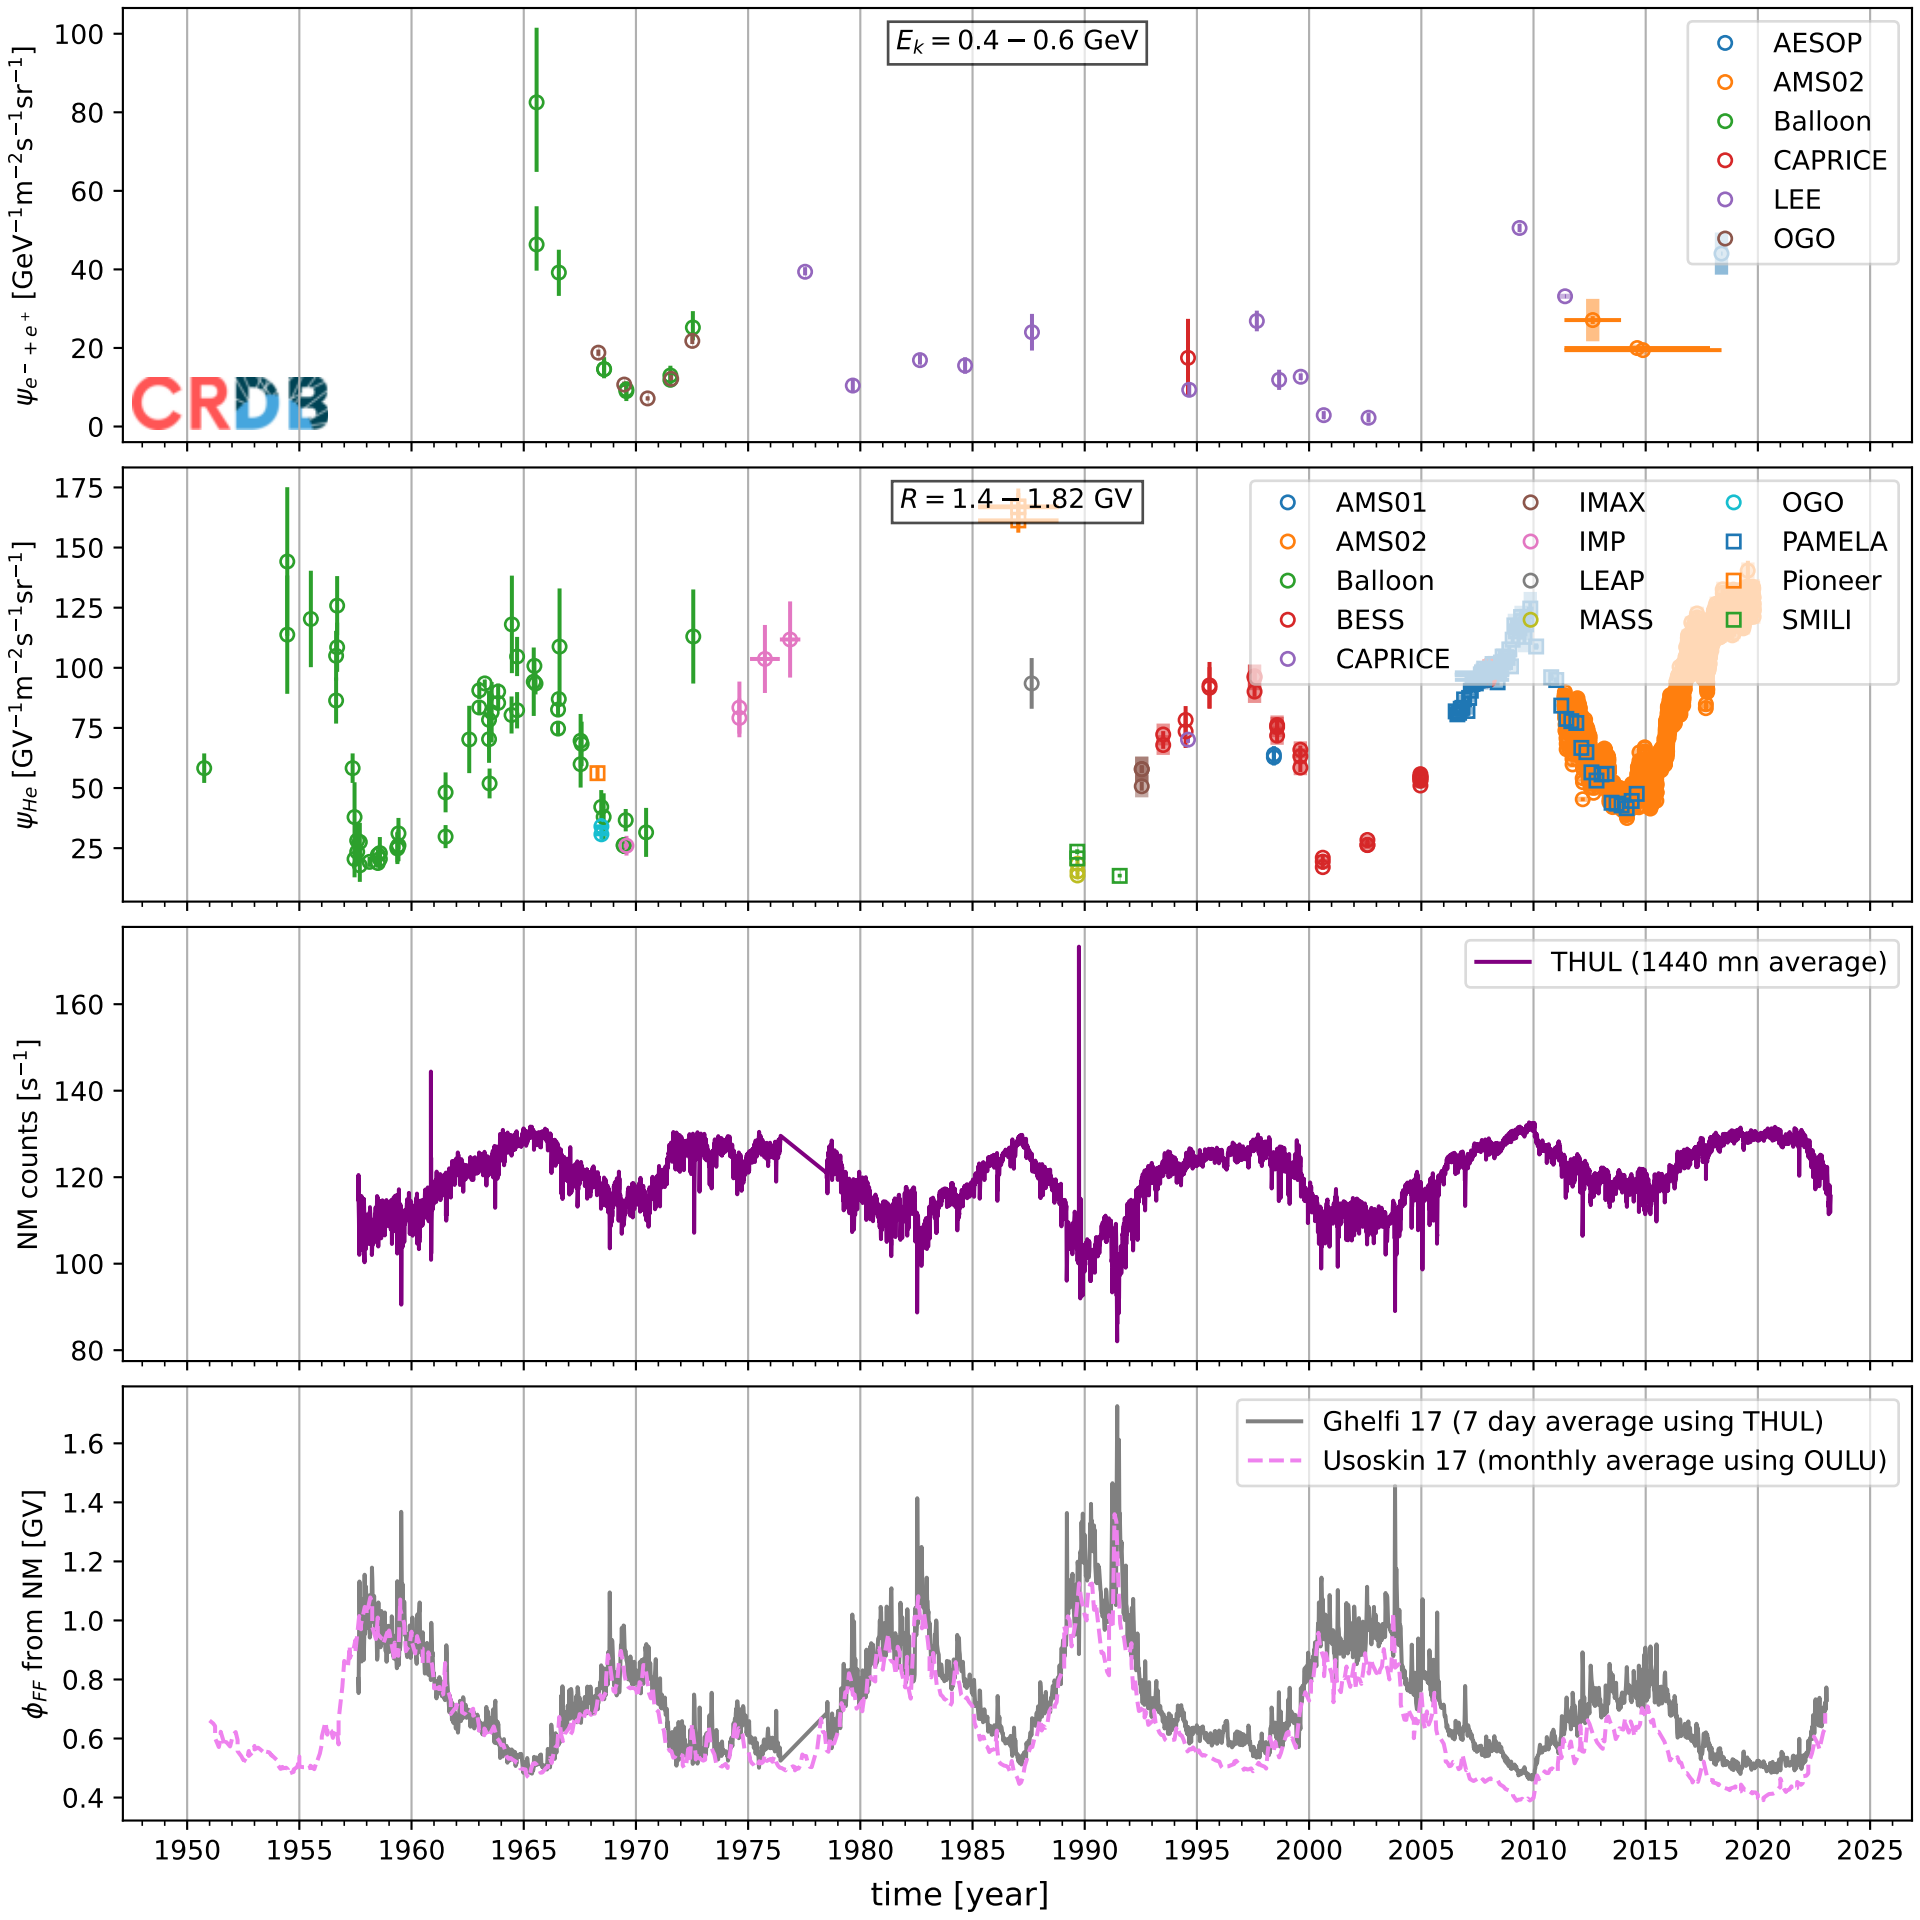 E_k = 0.4 − 0.6 GeV
AESOP
AMS02
Balloon
CAPRICE
LEE
OGO
100
80
60
40
20
0
ψ_{e^- + e^+} [GeV⁻¹m⁻²s⁻¹sr⁻¹]
CRDB
R = 1.4 − 1.82 GV
AMS01
AMS02
Balloon
BESS
CAPRICE
IMAX
IMP
LEAP
MASS
OGO
PAMELA
Pioneer
SMILI
175
150
125
100
75
50
25
ψ_{He} [GV⁻¹m⁻²s⁻¹sr⁻¹]
THUL (1440 mn average)
160
140
120
100
80
NM counts [s⁻¹]
Ghelfi 17 (7 day average using THUL)
Usoskin 17 (monthly average using OULU)
1.6
1.4
1.2
1.0
0.8
0.6
0.4
ϕ_{FF} from NM [GV]
1950 1955 1960 1965 1970 1975 1980 1985 1990 1995 2000 2005 2010 2015 2020 2025
time [year]